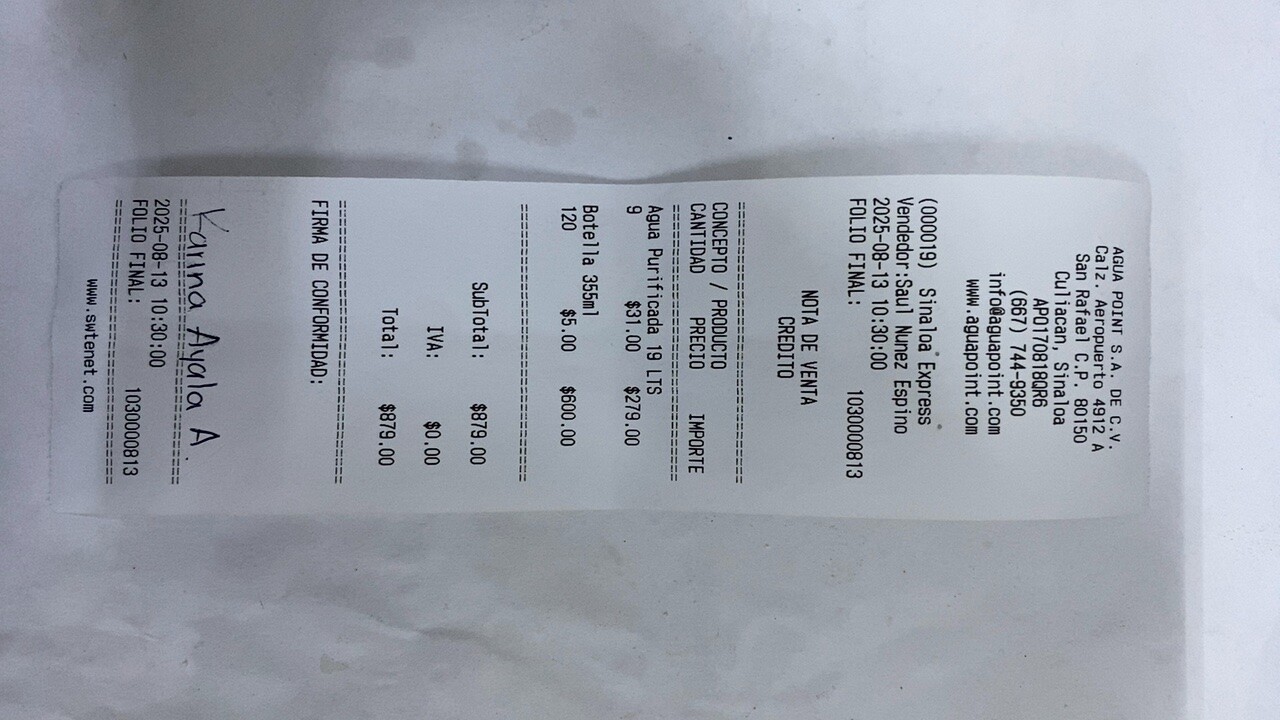 AGUA POINT S.A. DE C.V.
Calz. Aeropuerto 4912 A
San Rafael C.P. 80150
Culiacan, Sinaloa
APO170818QR6
(667) 744-9350
info@aguapoint.com
www.aguapoint.com
(000019) Sinaloa Express
Vendedor:Saul Nunez Espino
2025-08-13 10:30:00
FOLIO FINAL: 1030000813
NOTA DE VENTA
CREDITO
CONCEPTO / PRODUCTO
CANTIDAD PRECIO IMPORTE
Agua Purificada 19 LTS
9 $31.00 $279.00
Botella 355ml
120 $5.00 $600.00
SubTotal: $879.00
IVA: $0.00
Total: $879.00
FIRMA DE CONFORMIDAD:
Karina Ayala A.
2025-08-13 10:30:00
FOLIO FINAL: 1030000813
www.swtenet.com